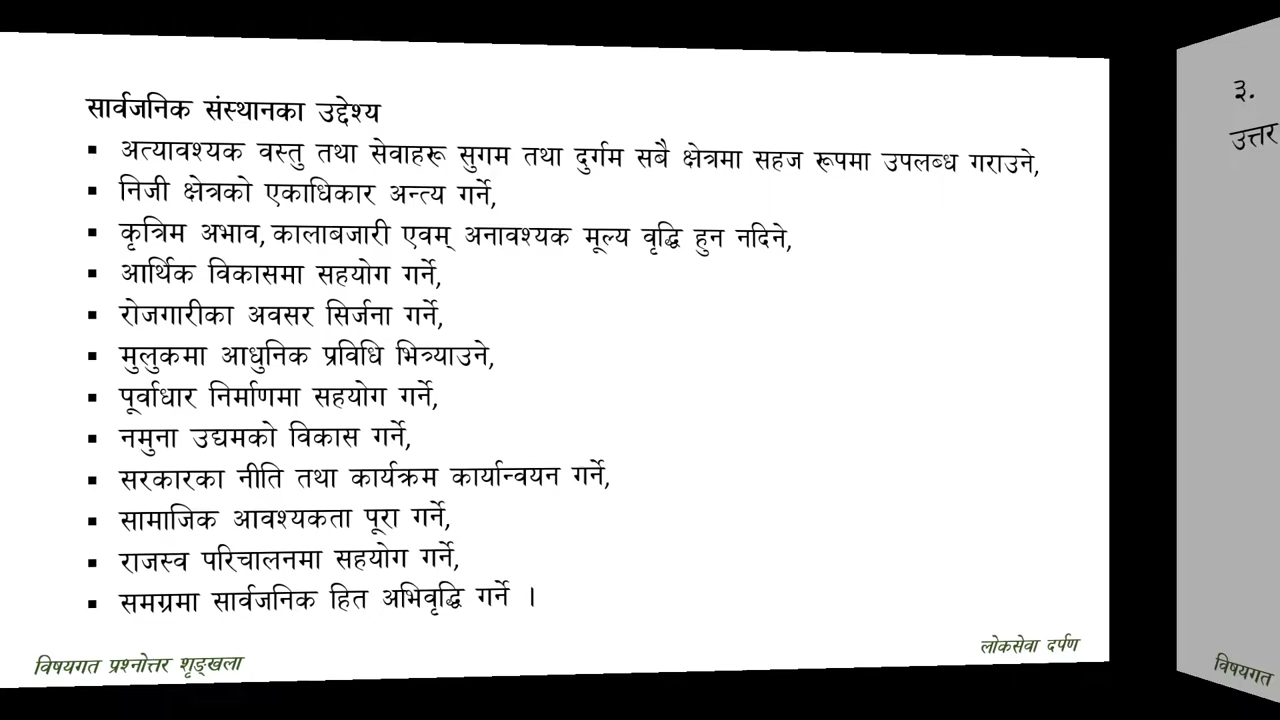 सार्वजनिक संस्थानका उद्देश्य
▪ अत्यावश्यक वस्तु तथा सेवाहरू सुगम तथा दुर्गम सबै क्षेत्रमा सहज रूपमा उपलब्ध गराउने,
▪ निजी क्षेत्रको एकाधिकार अन्त्य गर्ने,
▪ कृत्रिम अभाव, कालाबजारी एवम् अनावश्यक मूल्य वृद्धि हुन नदिने,
▪ आर्थिक विकासमा सहयोग गर्ने,
▪ रोजगारीका अवसर सिर्जना गर्ने,
▪ मुलुकमा आधुनिक प्रविधि भित्र्याउने,
▪ पूर्वाधार निर्माणमा सहयोग गर्ने,
▪ नमुना उद्यमको विकास गर्ने,
▪ सरकारका नीति तथा कार्यक्रम कार्यान्वयन गर्ने,
▪ सामाजिक आवश्यकता पूरा गर्ने,
▪ राजस्व परिचालनमा सहयोग गर्ने,
▪ समग्रमा सार्वजनिक हित अभिवृद्धि गर्ने ।
विषयगत प्रश्नोत्तर शृङ्खला
लोकसेवा दर्पण
३.
उत्तर
विषयगत